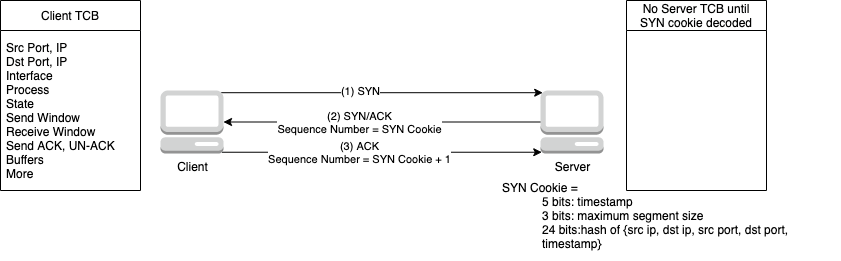 Client TCB
Src Port, IP
Dst Port, IP
Interface
Process
State
Send Window
Receive Window
Send ACK, UN-ACK
Buffers
More
(1) SYN
(2) SYN/ACK
Sequence Number = SYN Cookie
(3) ACK
Sequence Number = SYN Cookie + 1
Client
Server
No Server TCB until
SYN cookie decoded
SYN Cookie =
5 bits: timestamp
3 bits: maximum segment size
24 bits:hash of {src ip, dst ip, src port, dst port,
timestamp}